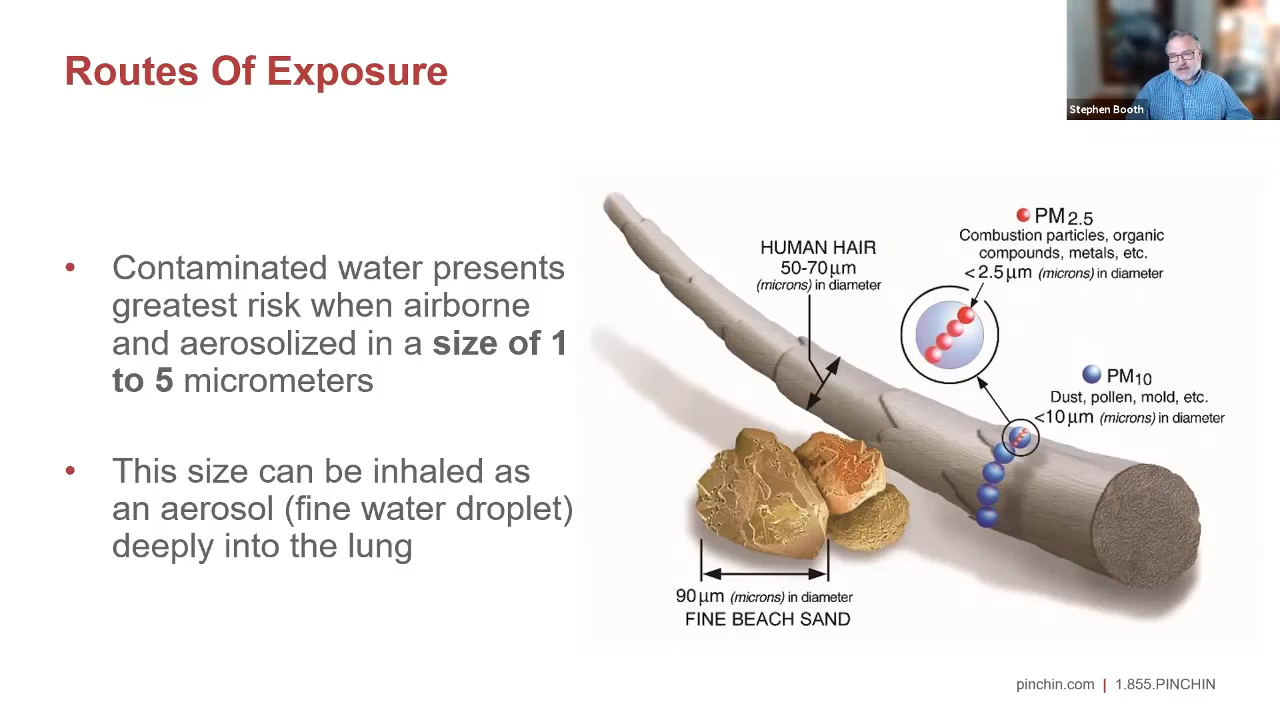 Routes Of Exposure
Stephen Booth
• Contaminated water presents
greatest risk when airborne
and aerosolized in a size of 1
to 5 micrometers
• This size can be inhaled as
an aerosol (fine water droplet)
deeply into the lung
HUMAN HAIR
50-70µm
(microns) in diameter
PM2.5
Combustion particles, organic
compounds, metals, etc.
<2.5µm (microns) in diameter
PM10
Dust, pollen, mold, etc.
<10µm (microns) in diameter
90µm (microns) in diameter
FINE BEACH SAND
pinchin.com | 1.855.PINCHIN